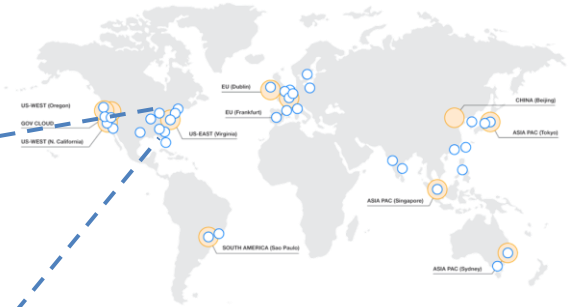 US-WEST (Oregon)
GOV CLOUD
US-WEST (N. California)
US-EAST (Virginia)
EU (Dublin)
EU (Frankfurt)
SOUTH AMERICA (Sao Paulo)
CHINA (Beijing)
ASIA PAC (Tokyo)
ASIA PAC (Singapore)
ASIA PAC (Sydney)